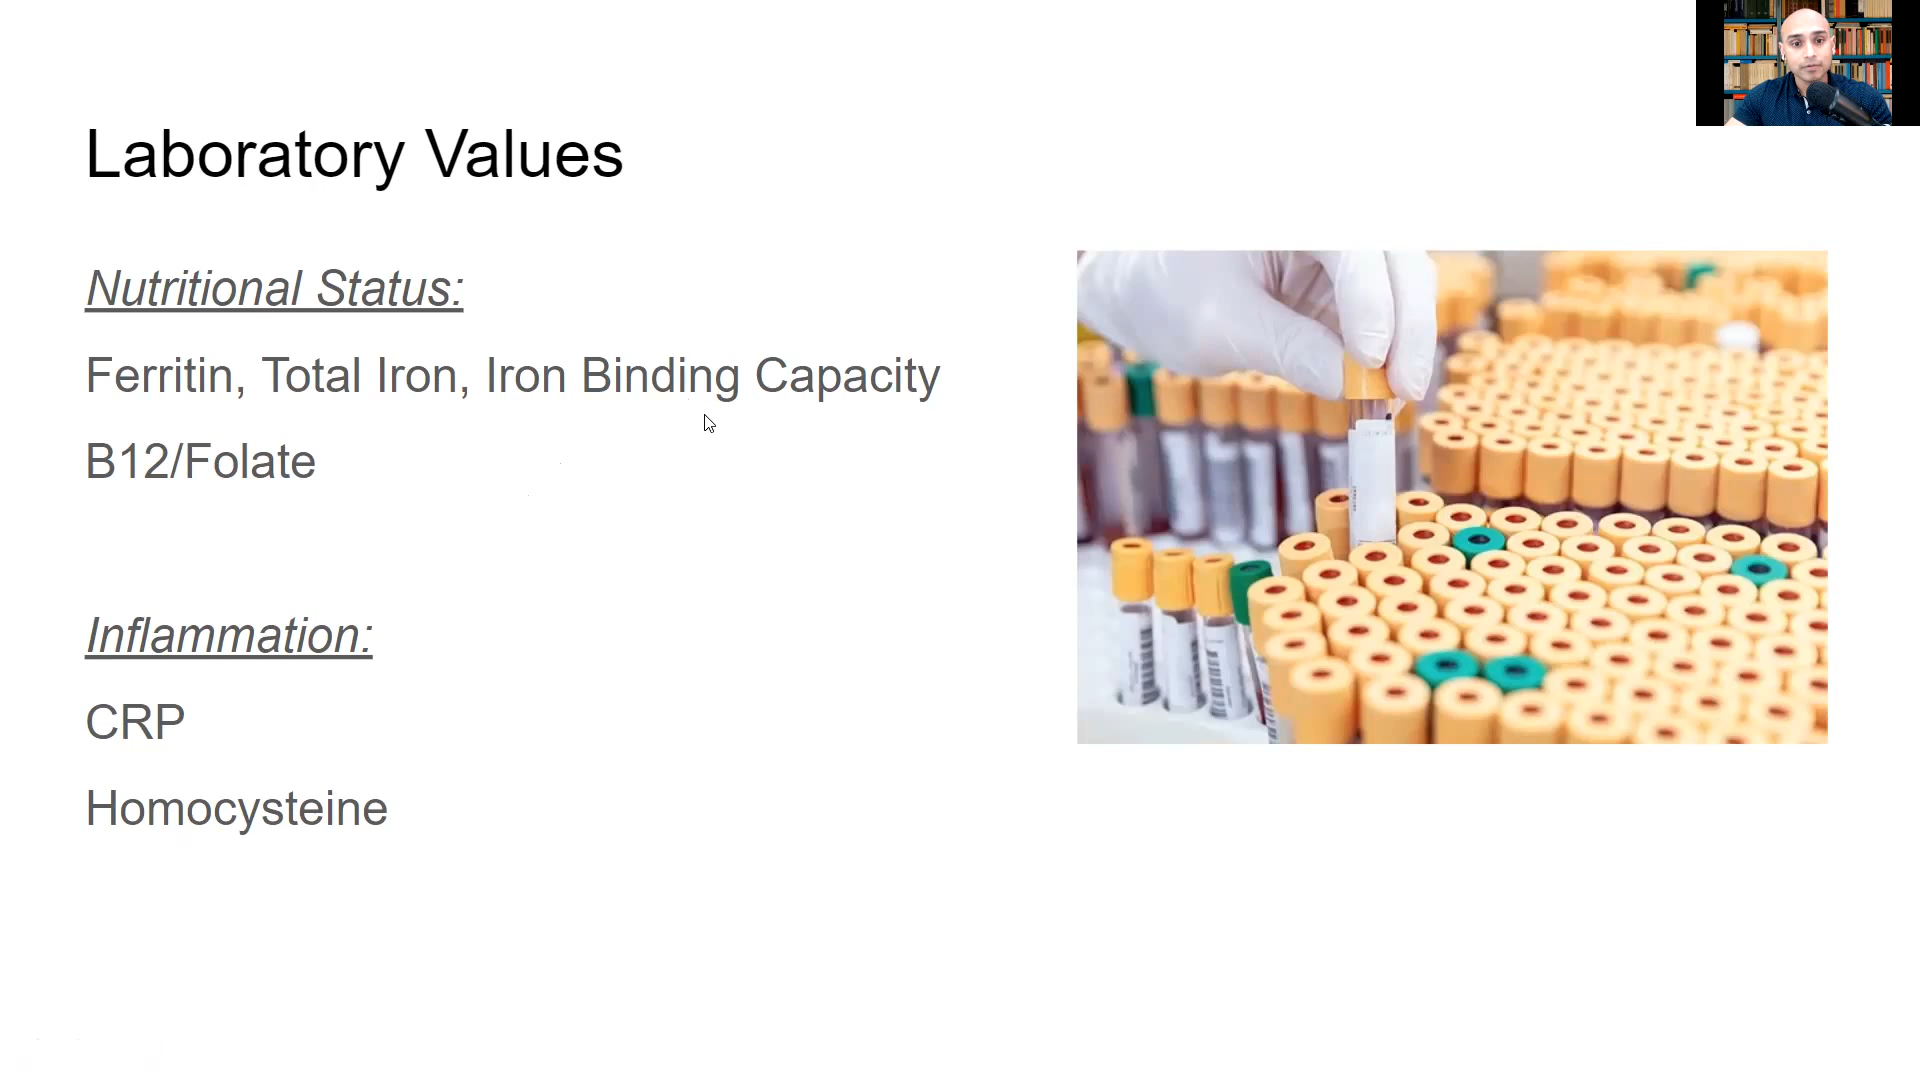 Laboratory Values
Nutritional Status:
Ferritin, Total Iron, Iron Binding Capacity
B12/Folate
Inflammation:
CRP
Homocysteine